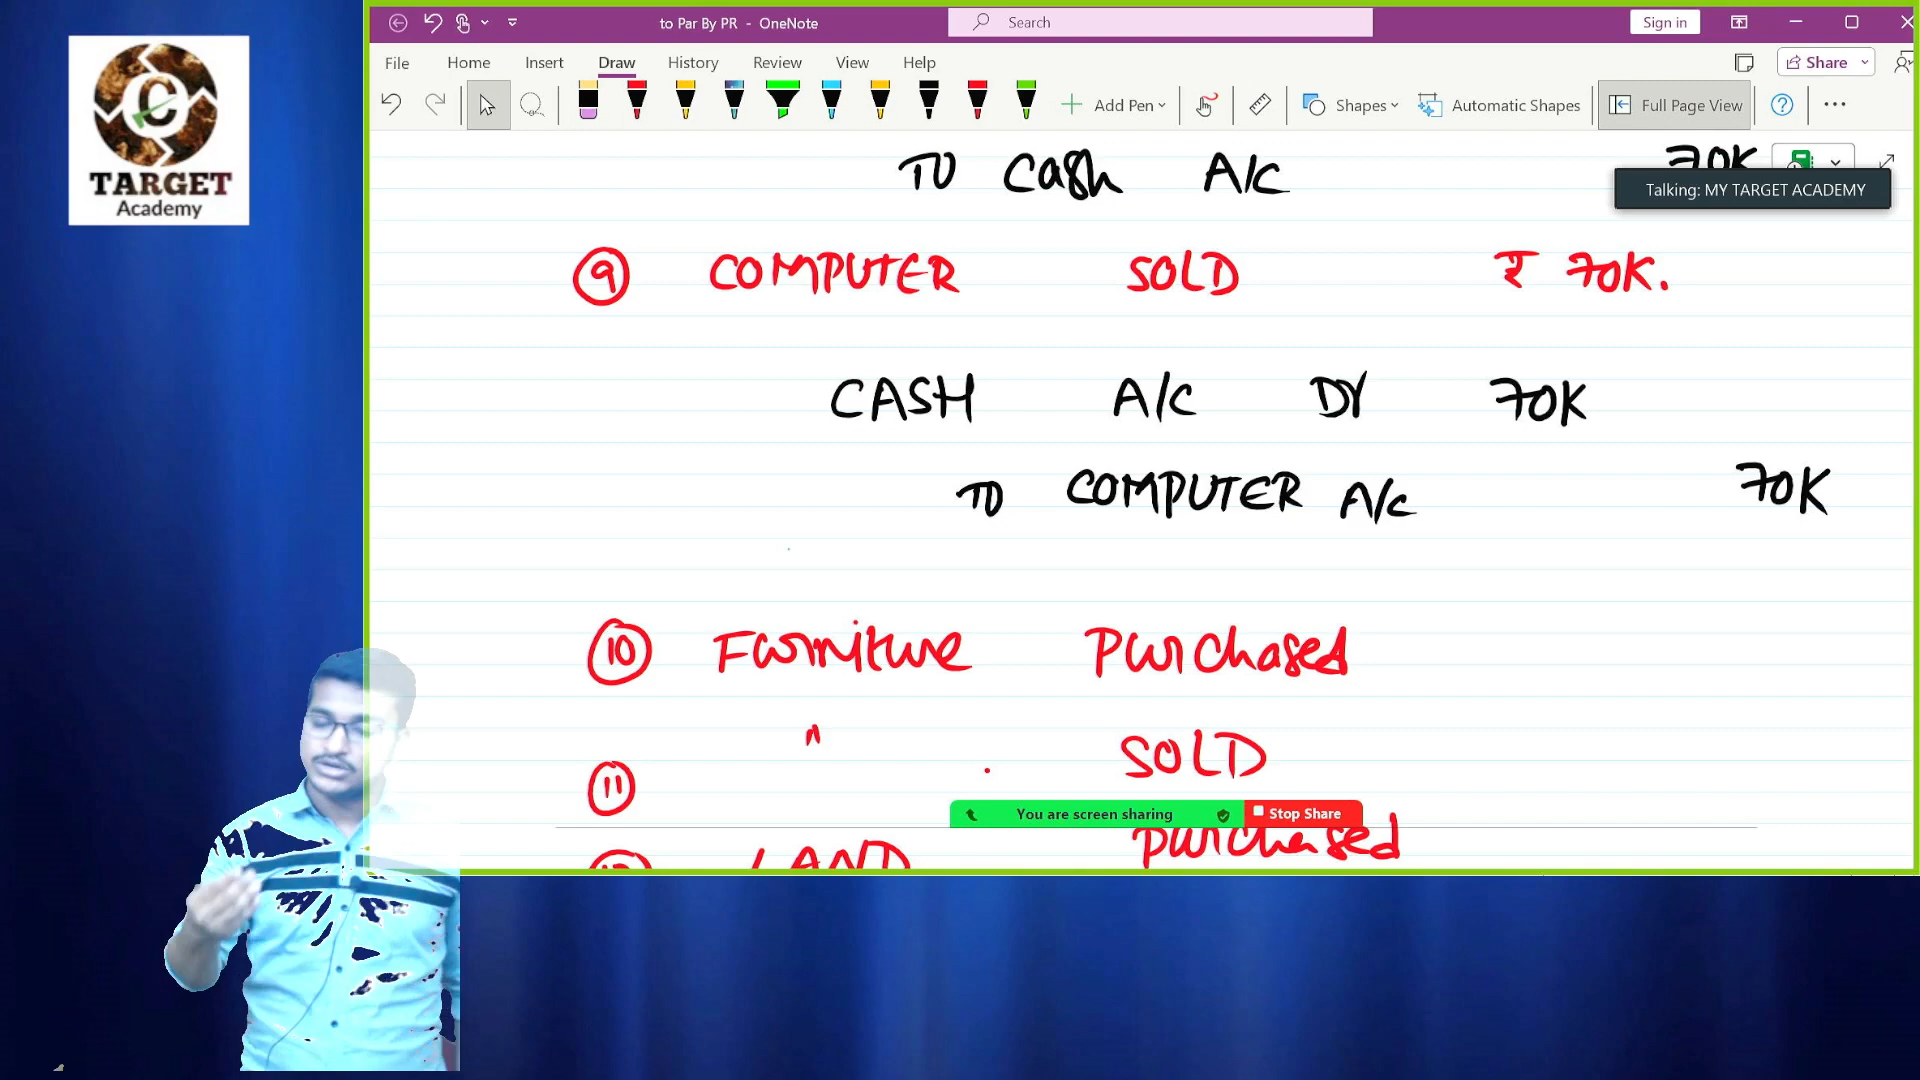 TARGET
Academy
to Par By PR - OneNote
Search
Sign in
File Home Insert Draw History Review View Help
Share
Add Pen
Shapes
Automatic Shapes
Full Page View
TO Cash A/c 70K
Talking: MY TARGET ACADEMY
9 COMPUTER SOLD ₹ 70K.
CASH A/c Dr 70K
TO COMPUTER A/c 70K
10 Furniture Purchased
11 " SOLD
You are screen sharing
Stop Share
LAND Purchased